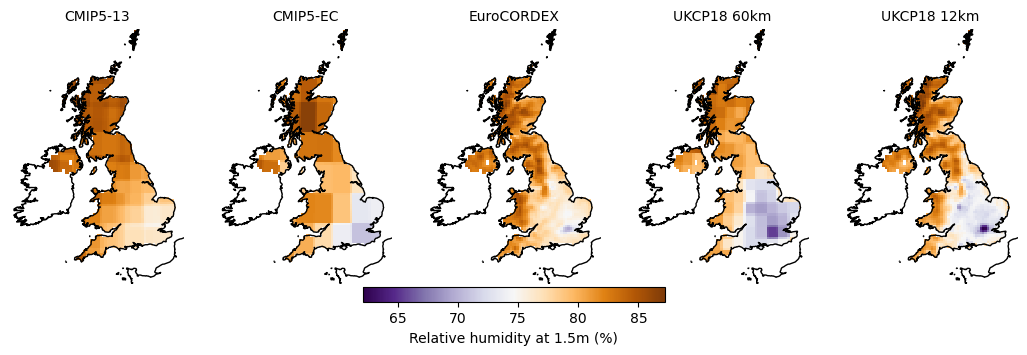 CMIP5-13
CMIP5-EC
EuroCORDEX
UKCP18 60km
UKCP18 12km
65 70 75 80 85
Relative humidity at 1.5m (%)